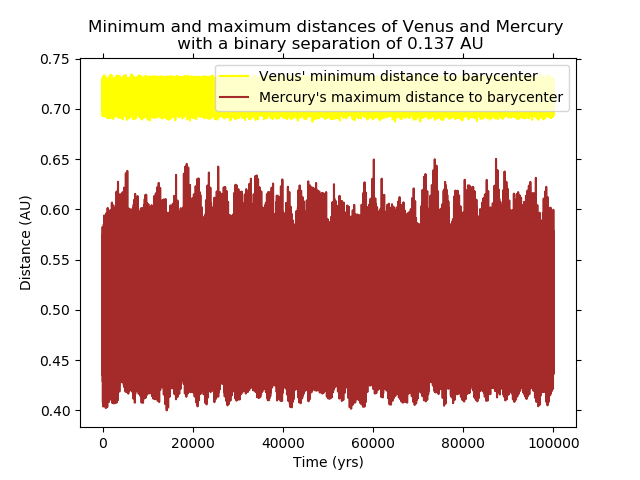 Minimum and maximum distances of Venus and Mercury
with a binary separation of 0.137 AU
Venus' minimum distance to barycenter
Mercury's maximum distance to barycenter
Distance (AU)
0.75
0.70
0.65
0.60
0.55
0.50
0.45
0.40
0
20000
40000
60000
80000
100000
Time (yrs)